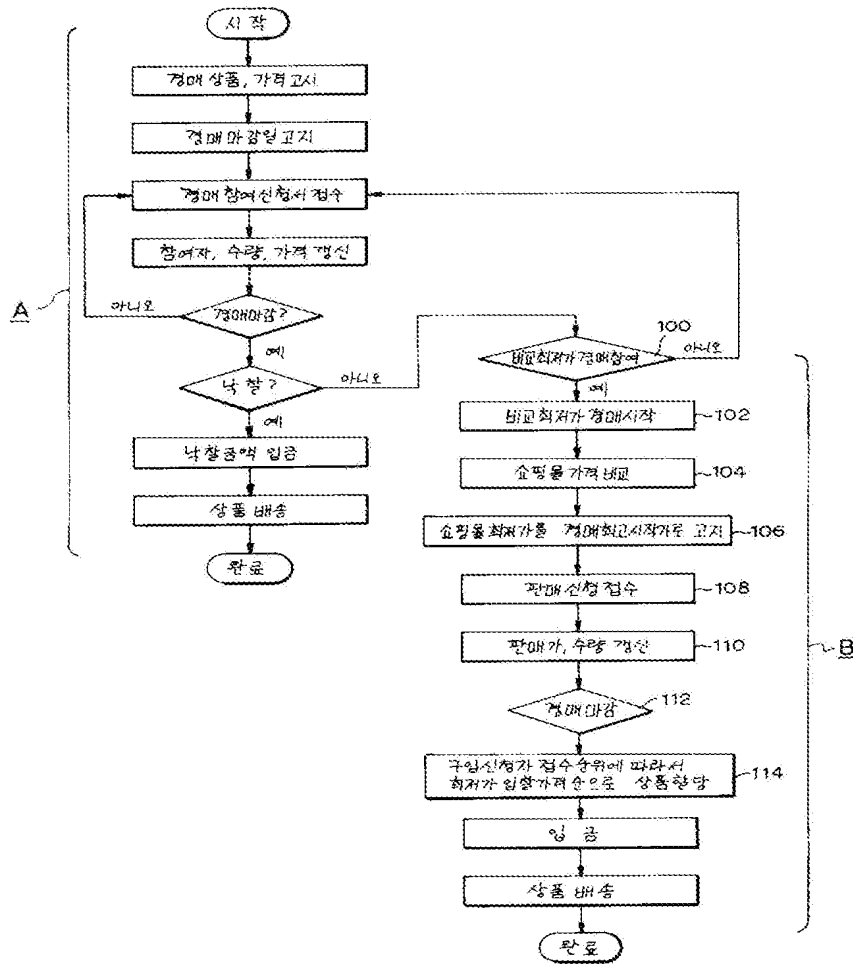 시 작
경매 상품, 가격고시
경매마감일고지
경매 참여신청서 접수
참여자, 수량, 가격 갱신
A
아니오
경매마감?
예
낙 찰?
아니오
예
낙찰금액 입금
상품 배송
완료
100
비교최저가경매참여
아니오
예
비교최저가 경매시작
102
쇼핑몰가격비교
104
쇼핑몰최저가를 경매최고시작가로 고지
106
판매신청접수
108
판매가, 수량 갱신
110
B
경매마감
112
구입신청자 접수순위에 따라서
최저가 입찰가격순으로 상품할당
114
입 금
상품 배송
완료